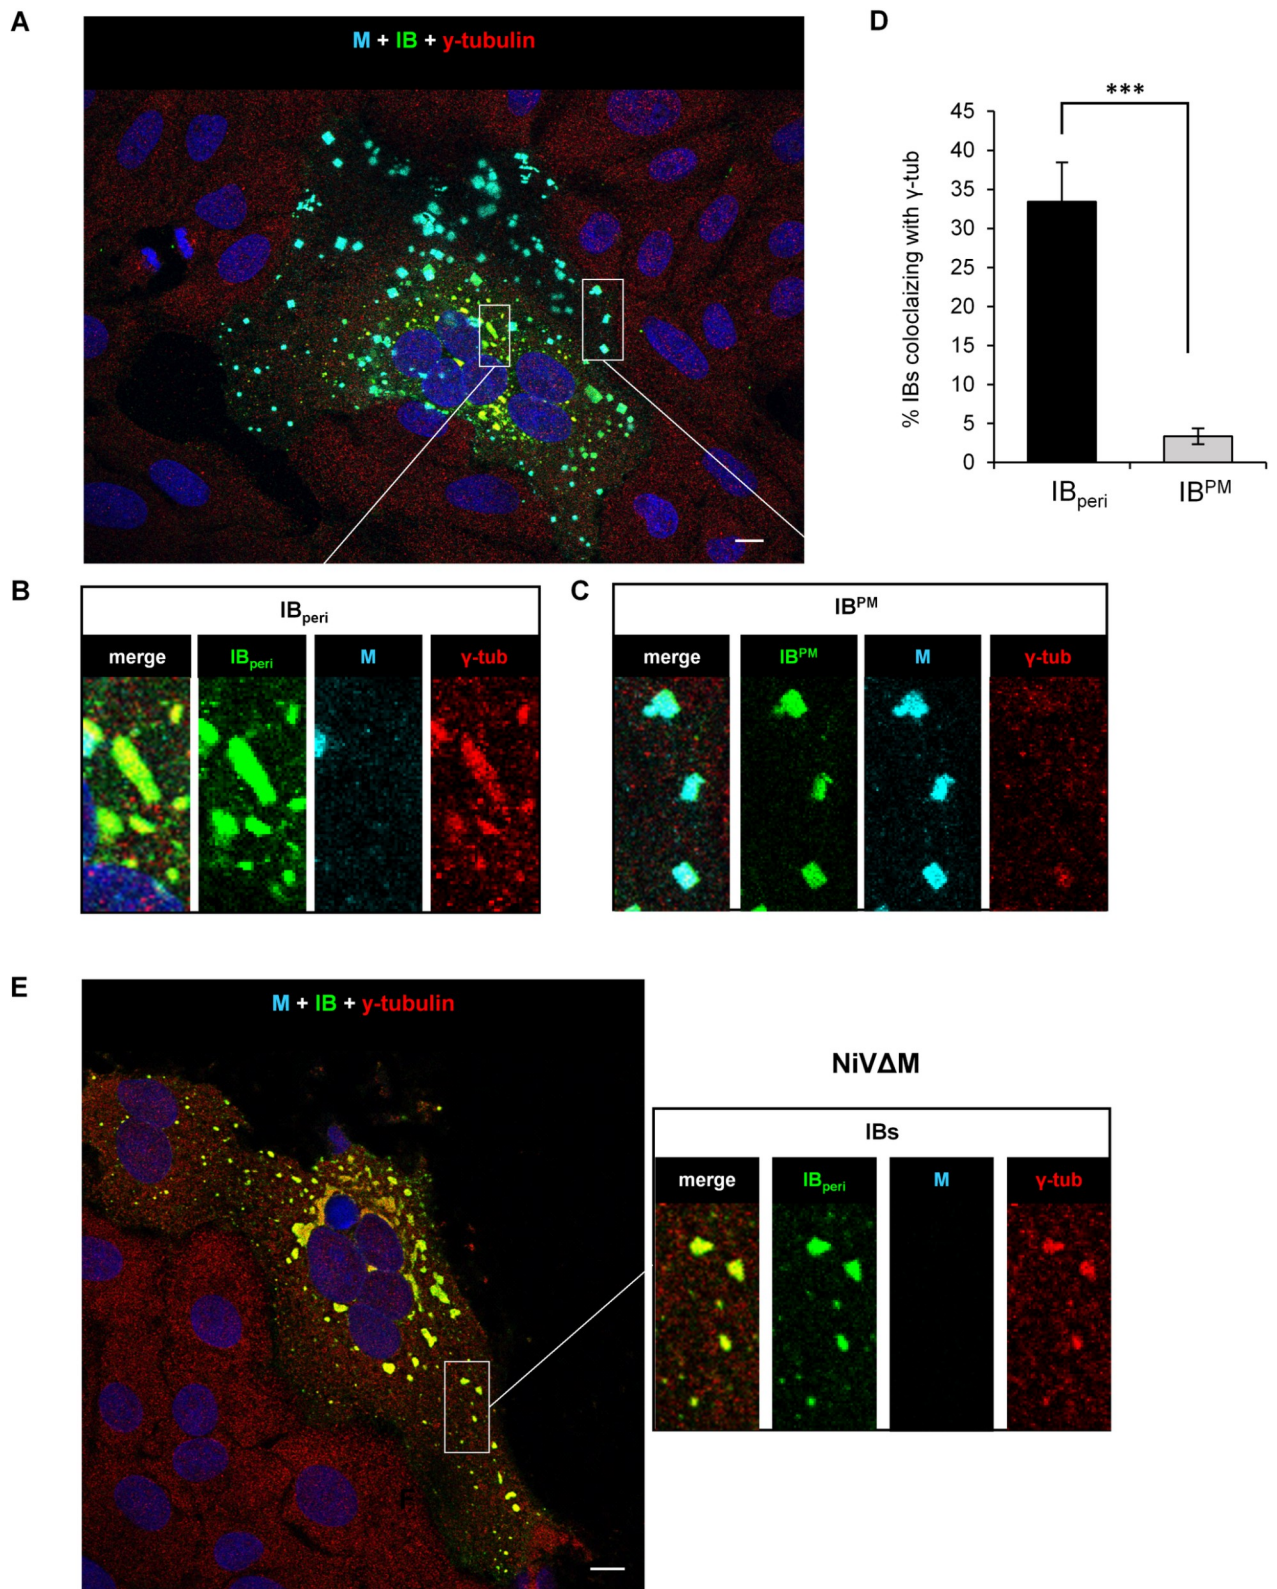 A
M + IB + y-tubulin
B
IBperi
merge
IBperi
M
γ-tub
C
IBPM
merge
IBPM
M
γ-tub
D
***
% IBs coloclaizing with γ-tub
45
40
35
30
25
20
15
10
5
0
IBperi
IBPM
E
M + IB + y-tubulin
NiVΔM
IBs
merge
IBperi
M
γ-tub